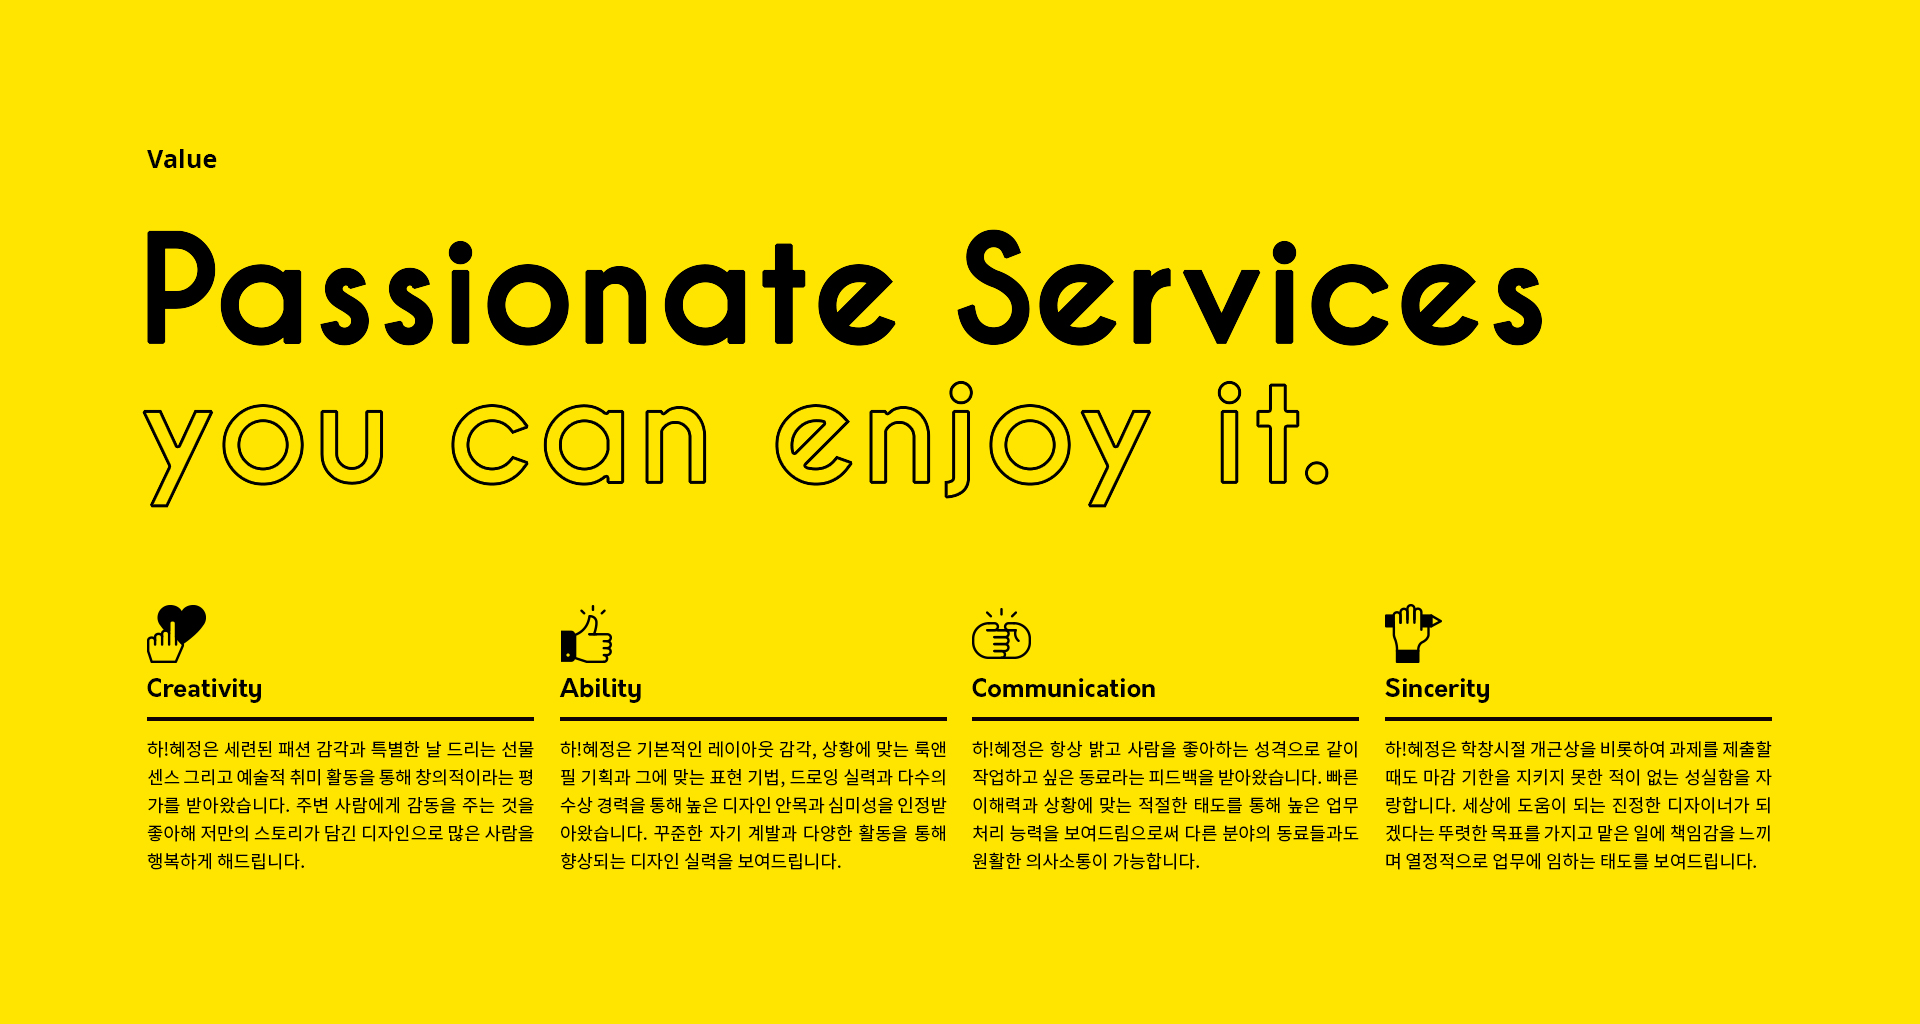 Value
Passionate Services
you can enjoy it.
Creativity
하!혜정은 세련된 패션 감각과 특별한 날 드리는 선물
센스 그리고 예술적 취미 활동을 통해 창의적이라는 평
가를 받아왔습니다. 주변 사람에게 감동을 주는 것을
좋아해 저만의 스토리가 담긴 디자인으로 많은 사람을
행복하게 해드립니다.
Ability
하!혜정은 기본적인 레이아웃 감각, 상황에 맞는 룩앤
필 기획과 그에 맞는 표현 기법, 드로잉 실력과 다수의
수상 경력을 통해 높은 디자인 안목과 심미성을 인정받
아왔습니다. 꾸준한 자기 계발과 다양한 활동을 통해
향상되는 디자인 실력을 보여드립니다.
Communication
하!혜정은 항상 밝고 사람을 좋아하는 성격으로 같이
작업하고 싶은 동료라는 피드백을 받아왔습니다. 빠른
이해력과 상황에 맞는 적절한 태도를 통해 높은 업무
처리 능력을 보여드림으로써 다른 분야의 동료들과도
원활한 의사소통이 가능합니다.
Sincerity
하!혜정은 학창시절 개근상을 비롯하여 과제를 제출할
때도 마감 기한을 지키지 못한 적이 없는 성실함을 자
랑합니다. 세상에 도움이 되는 진정한 디자이너가 되
겠다는 뚜렷한 목표를 가지고 맡은 일에 책임감을 느끼
며 열정적으로 업무에 임하는 태도를 보여드립니다.